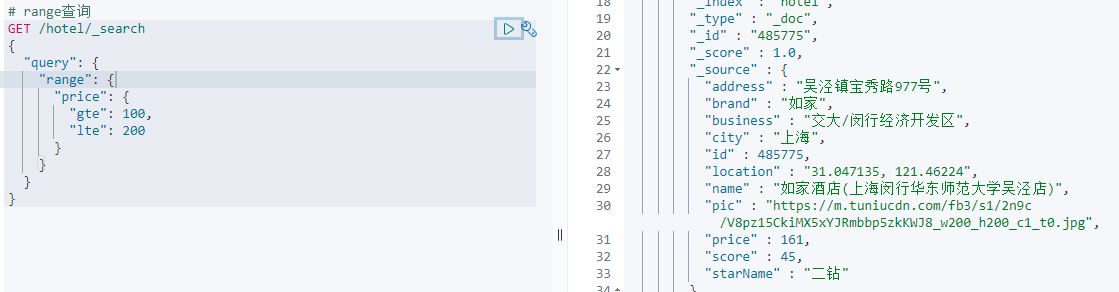 # range查询
GET /hotel/_search
{
  "query": {
    "range": {
      "price": {
        "gte": 100,
        "lte": 200
      }
    }
  }
}
18 "_index" : "hotel",
19 "_type" : "_doc",
20 "_id" : "485775",
21 "_score" : 1.0,
22 "_source" : {
23 "address" : "吴泾镇宝秀路977号",
24 "brand" : "如家",
25 "business" : "交大/闵行经济开发区",
26 "city" : "上海",
27 "id" : 485775,
28 "location" : "31.047135, 121.46224",
29 "name" : "如家酒店(上海闵行华东师范大学吴泾店)",
30 "pic" : "https://m.tuniucdn.com/fb3/s1/2n9c
/V8pz15CkiMX5xYJRmbbp5zkKWJ8_w200_h200_c1_t0.jpg",
31 "price" : 161,
32 "score" : 45,
33 "starName" : "二钻"
34 }